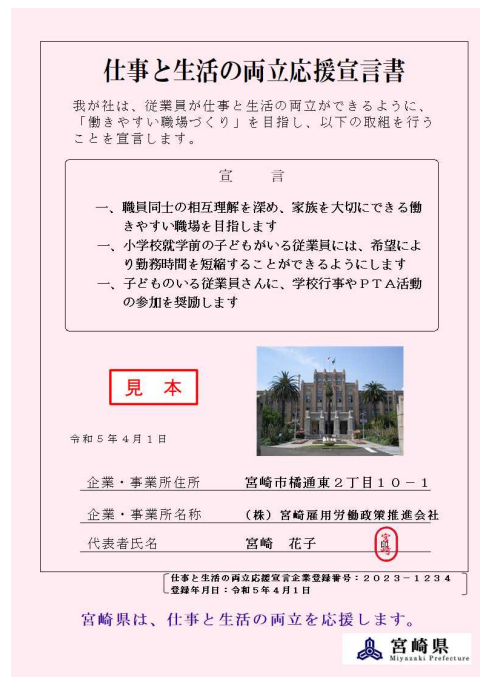 仕事と生活の両立応援宣言書
我が社は、従業員が仕事と生活の両立ができるように、
「働きやすい職場づくり」を目指し、以下の取組を行う
ことを宣言します。
宣　言
一、職員同士の相互理解を深め、家族を大切にできる働
きやすい職場を目指します
一、小学校就学前の子どもがいる従業員には、希望によ
り勤務時間を短縮することができるようにします
一、子どものいる従業員さんに、学校行事やＰＴＡ活動
の参加を奨励します
見　本
令和５年４月１日
企業・事業所住所　宮崎市橘通東２丁目１０－１
企業・事業所名称　（株）宮崎雇用労働政策推進会社
代表者氏名　宮崎　花子
宮崎
仕事と生活の両立応援宣言企業登録番号：２０２３－１２３４
登録年月日：令和５年４月１日
宮崎県は、仕事と生活の両立を応援します。
宮崎県
Miyazaki Prefecture